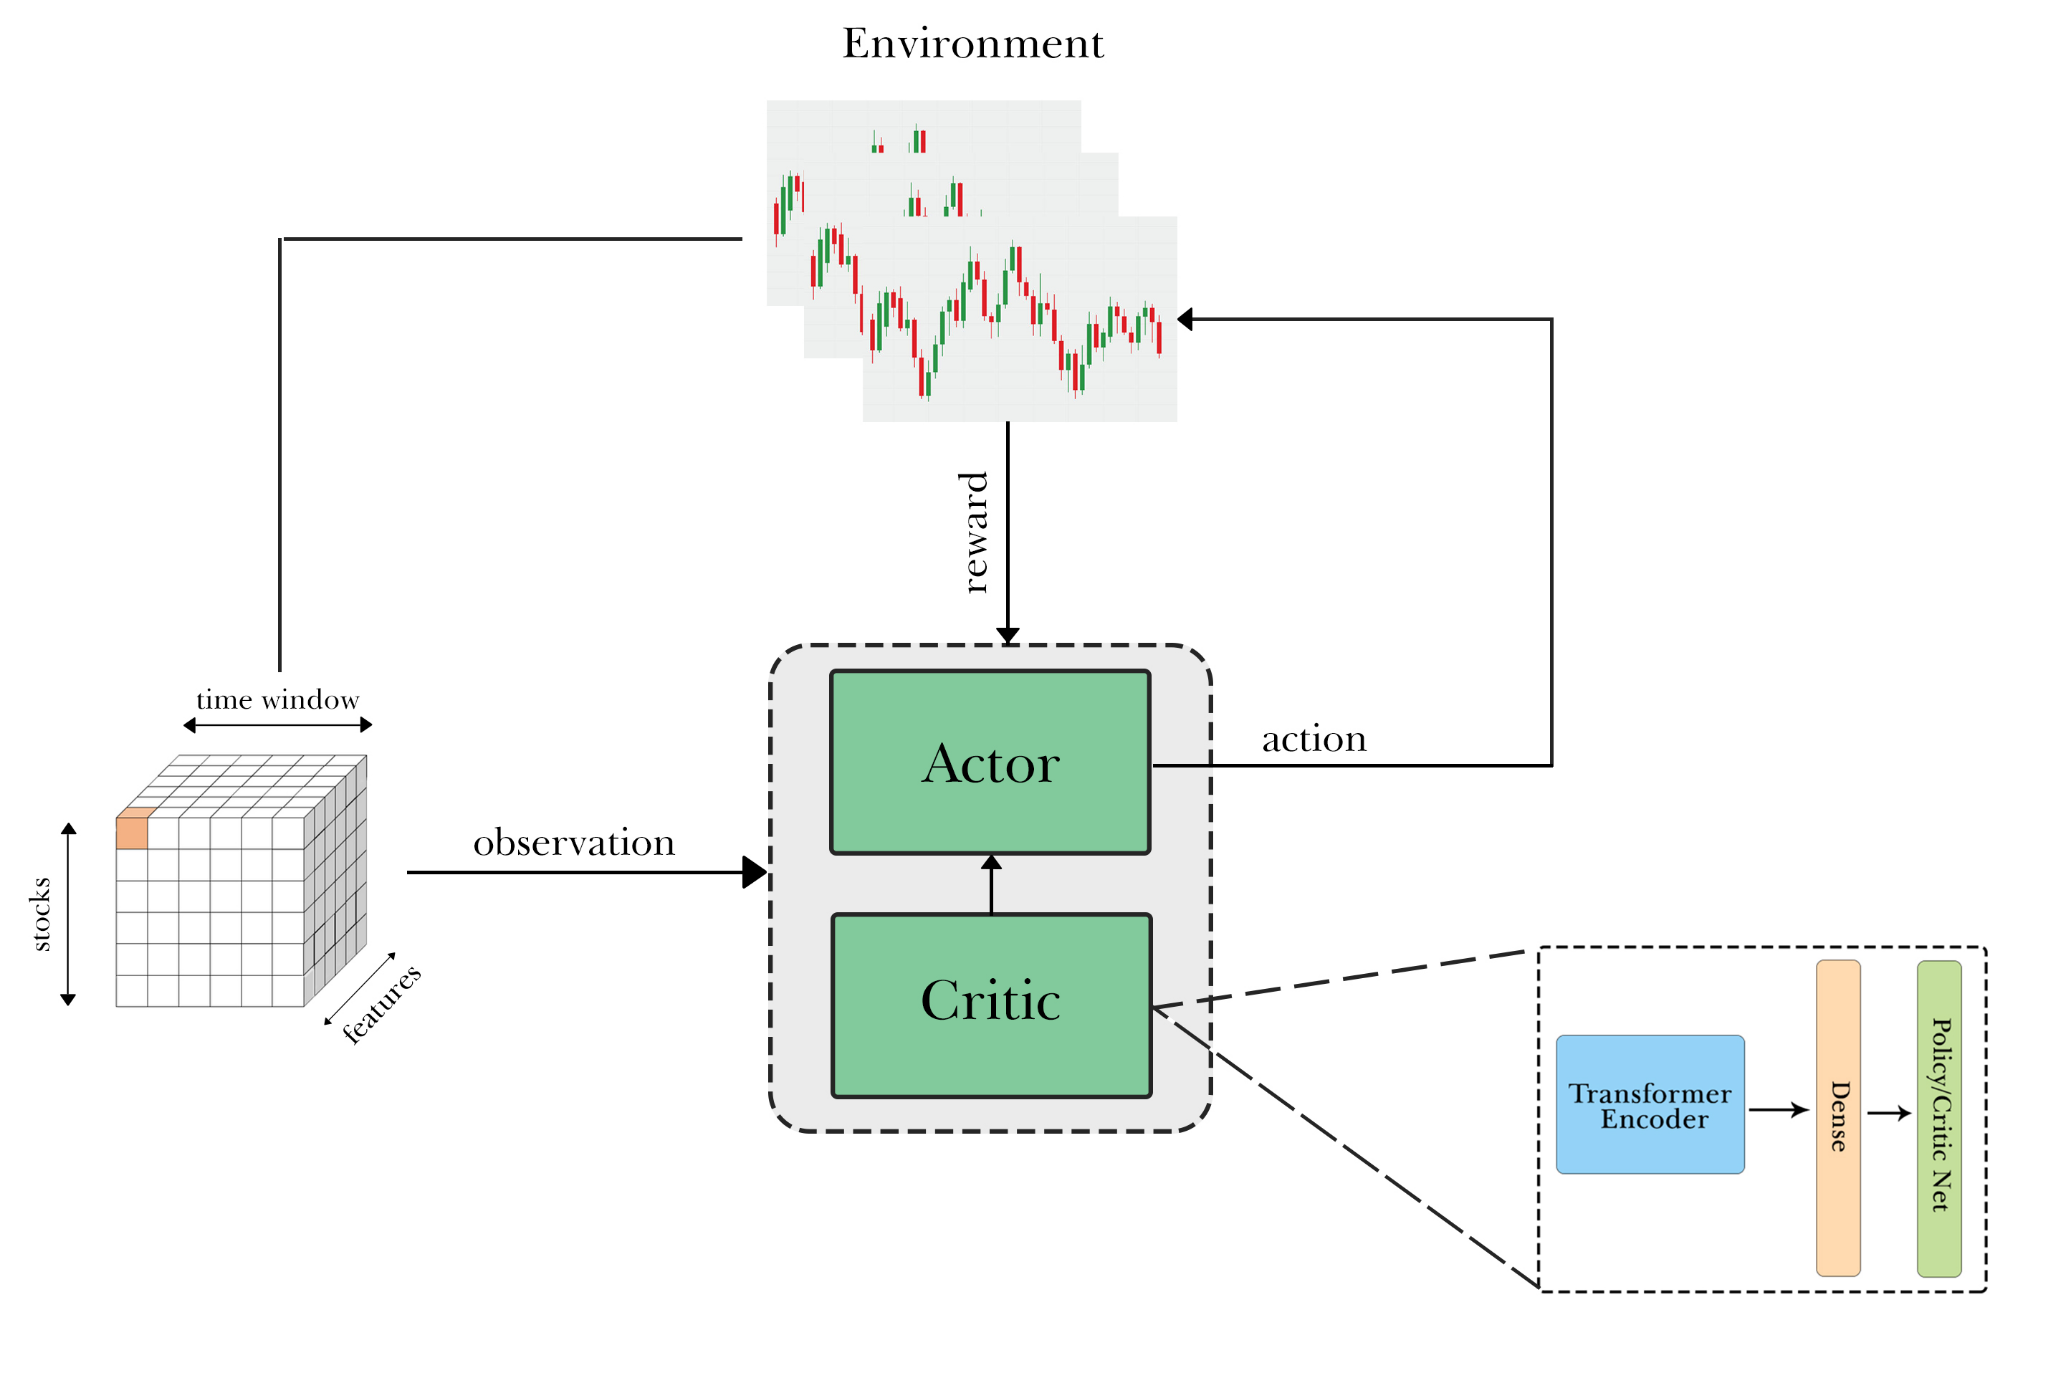 Environment
reward
time window
stocks
features
observation
Actor
action
Critic
Transformer
Encoder
Dense
Policy/Critic Net